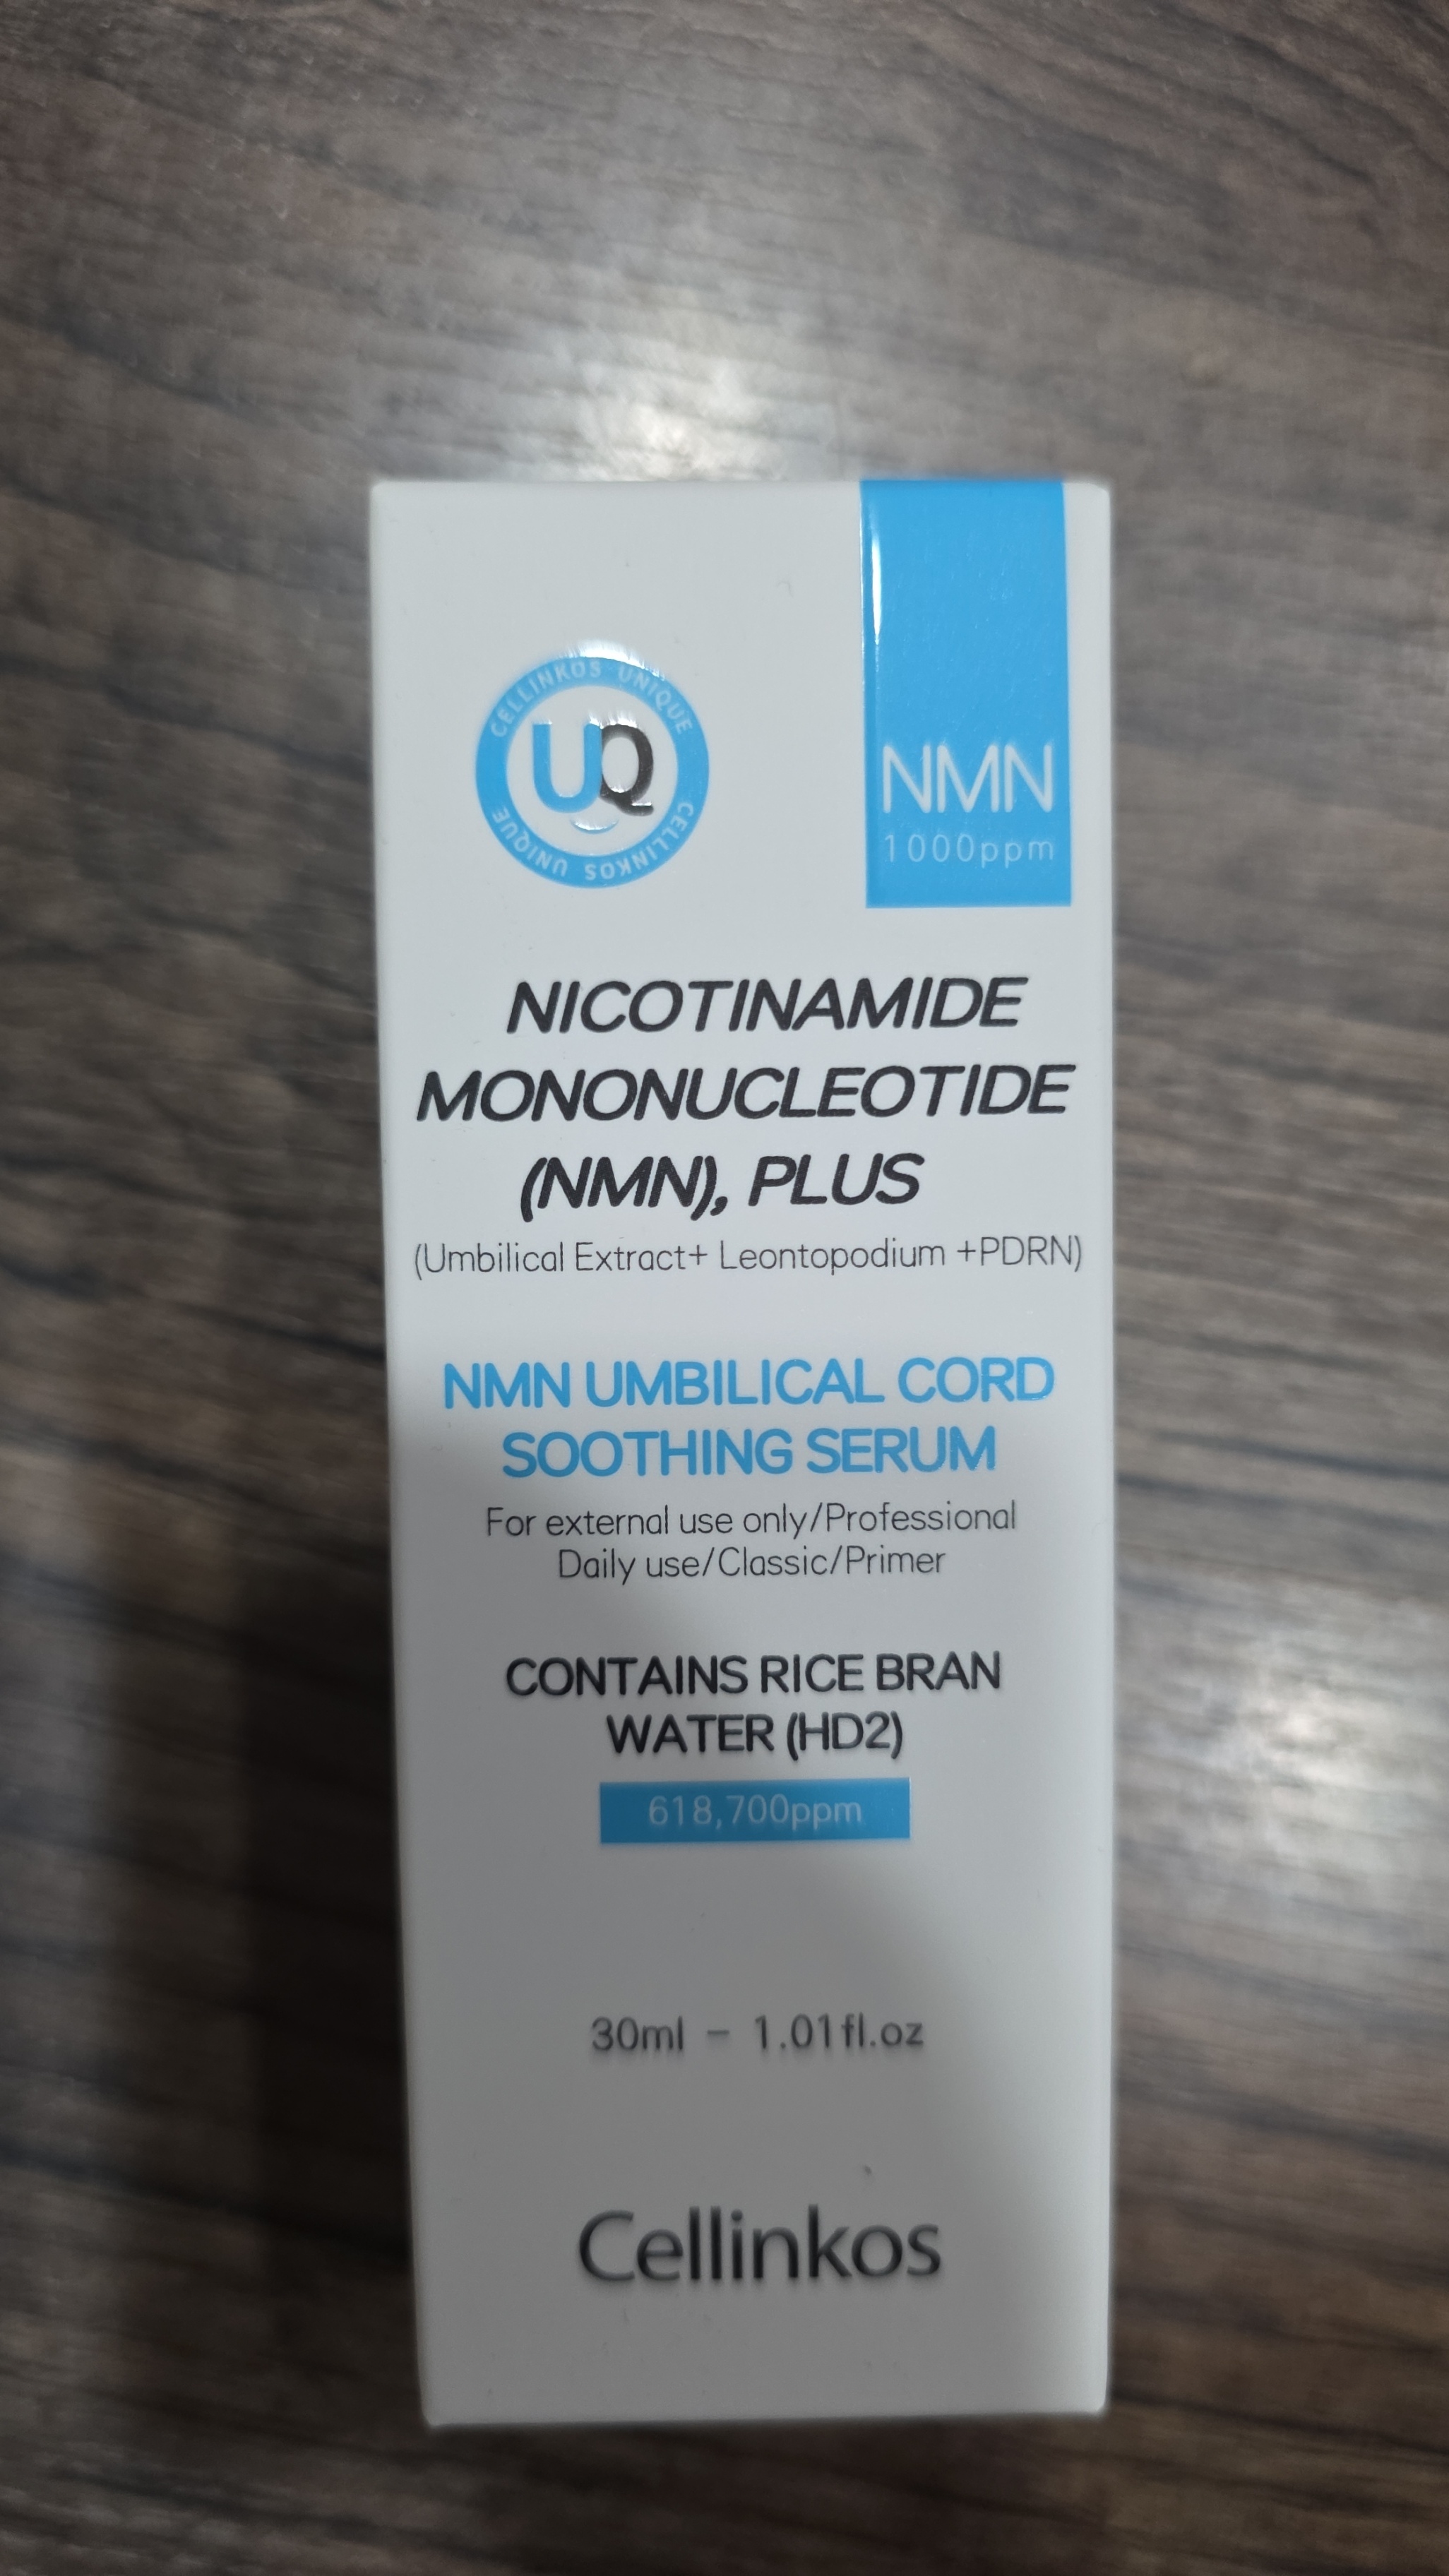 CELLINKOS UNIQUE
UQ
CELLINKOS UNIQUE
NMN
1000ppm
NICOTINAMIDE
MONONUCLEOTIDE
(NMN), PLUS
(Umbilical Extract+ Leontopodium +PDRN)
NMN UMBILICAL CORD
SOOTHING SERUM
For external use only/Professional
Daily use/Classic/Primer
CONTAINS RICE BRAN
WATER (HD2)
618,700ppm
30ml - 1.01fl.oz
Cellinkos